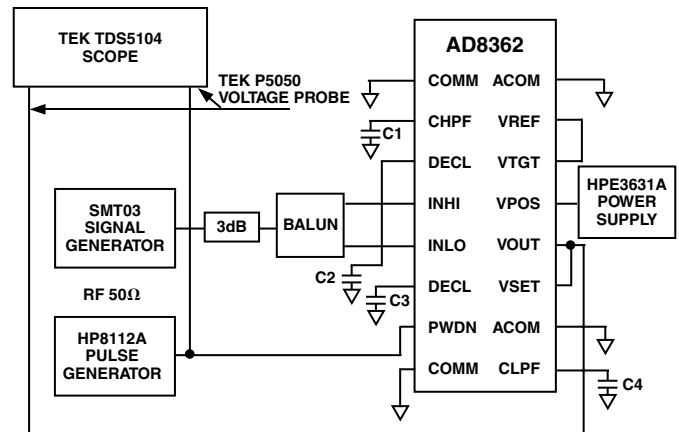 TEK TDS5104
SCOPE
TEK P5050
VOLTAGE PROBE
AD8362
COMM ACOM
CHPF VREF
C1
DECL VTGT
INHI VPOS
INLO VOUT
DECL VSET
PWDN ACOM
COMM CLPF
HPE3631A
POWER
SUPPLY
SMT03
SIGNAL
GENERATOR
3dB
BALUN
C2
C3
RF 50Ω
HP8112A
PULSE
GENERATOR
C4